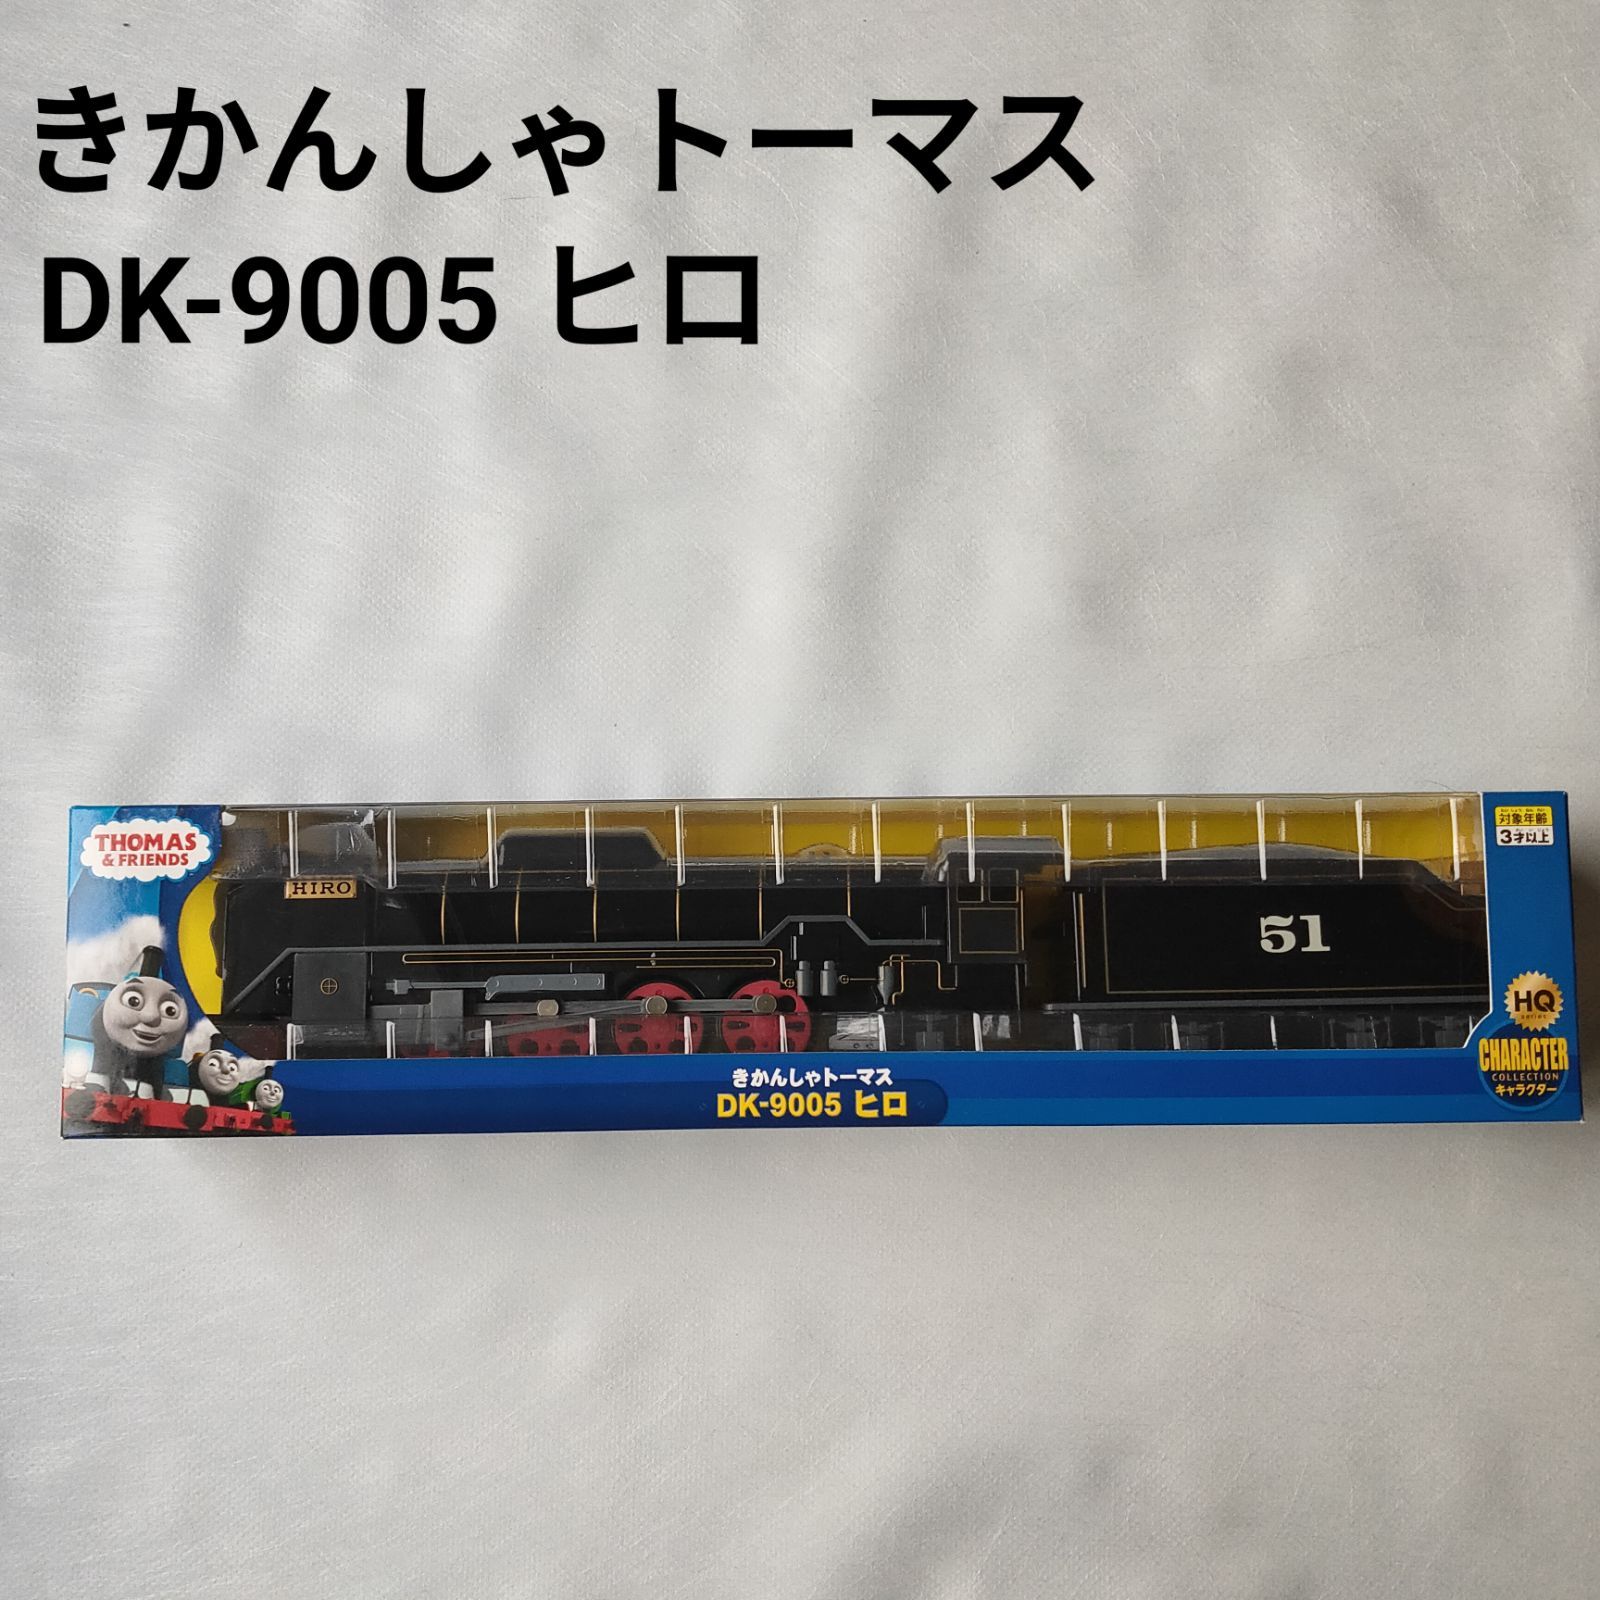 きかんしゃトーマス
DK-9005 ヒロ
THOMAS
& FRIENDS
HIRO
51
対象年齢
3才以上
HQ
series
CHARACTER
COLLECTION
キャラクター
きかんしゃトーマス
DK-9005 ヒロ